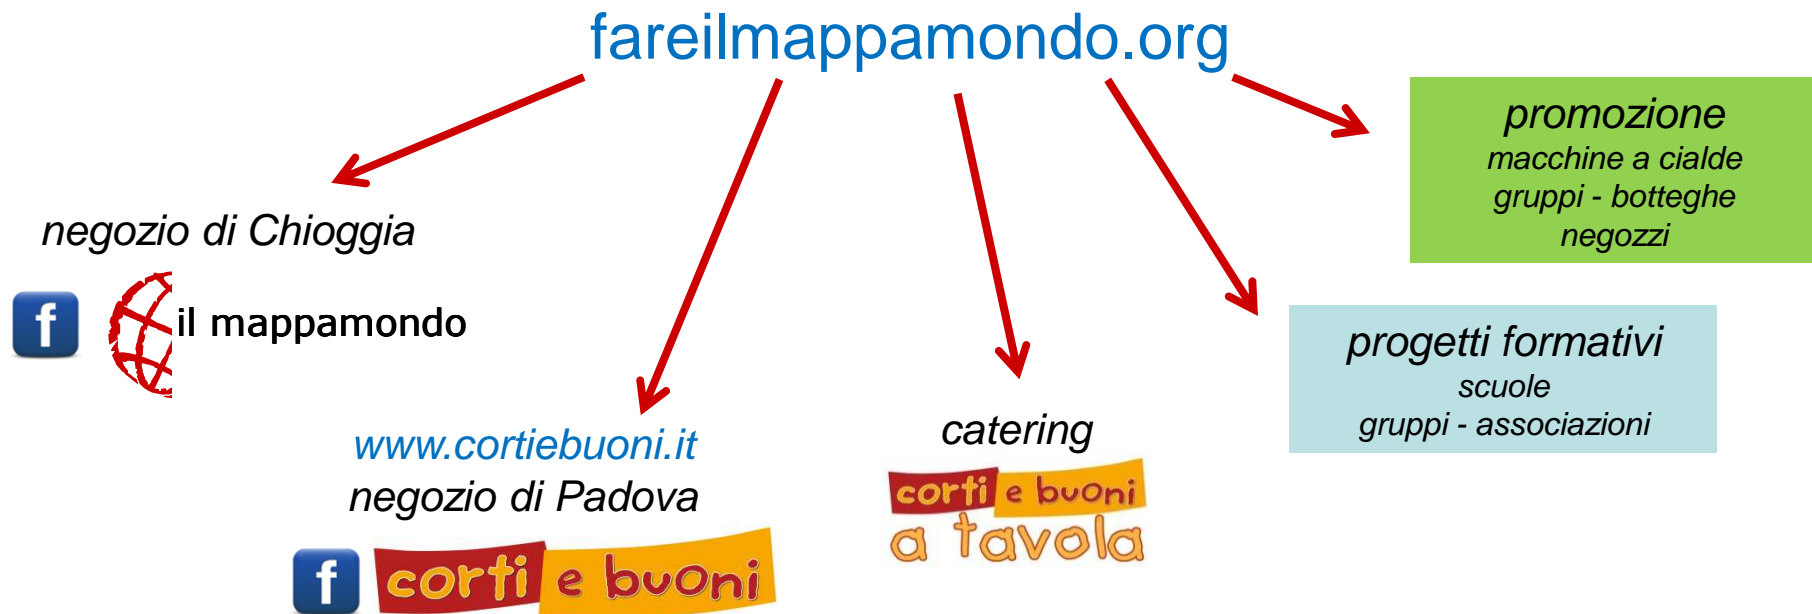 fareilmappamondo.org
promozione
macchine a cialde
gruppi - botteghe
negozzi
negozio di Chioggia
f
il mappamondo
progetti formativi
scuole
gruppi - associazioni
www.cortiebuoni.it
negozio di Padova
f
corti e buoni
catering
corti e buoni
a tavola